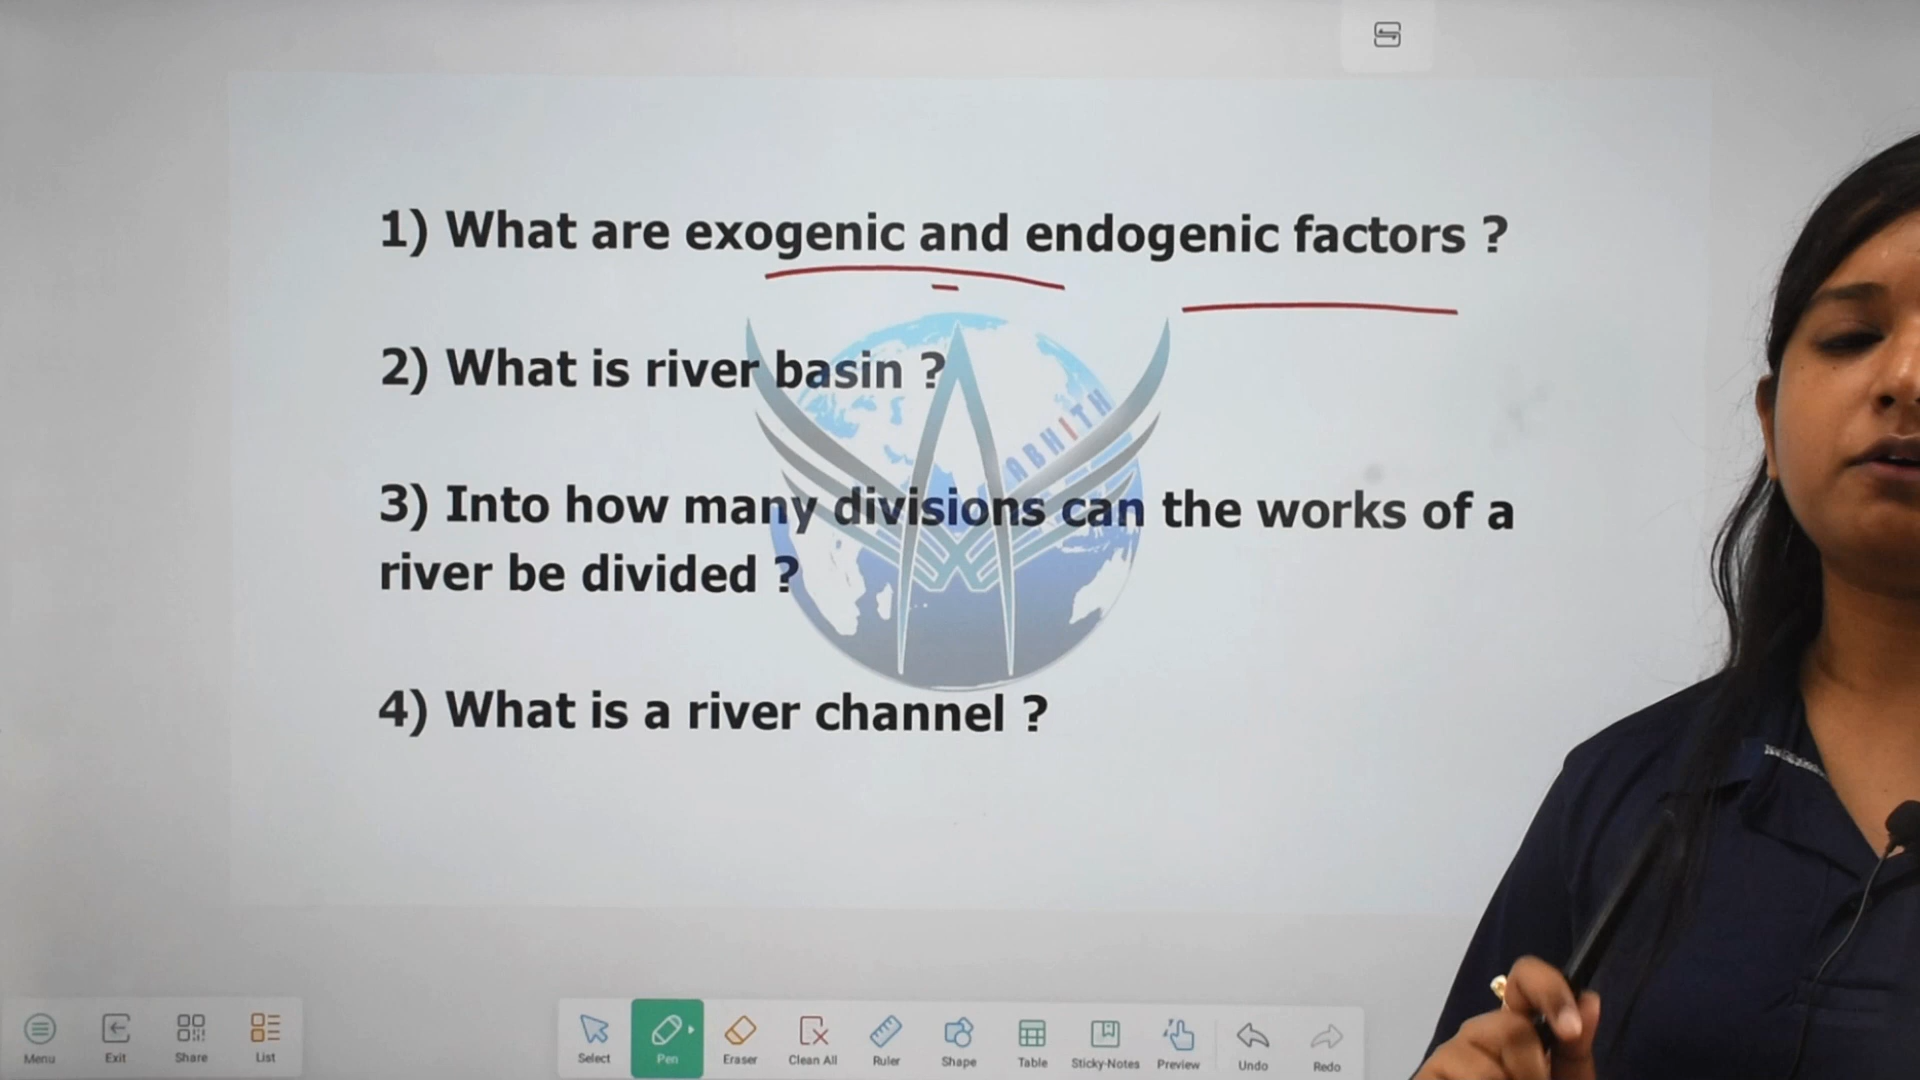 1) What are exogenic and endogenic factors ?
2) What is river basin ?
ABHITH
3) Into how many divisions can the works of a
river be divided ?
4) What is a river channel ?
Menu Exit Share List Select Pen Eraser Clean All Ruler Shape Table Sticky-Notes Preview Undo Redo